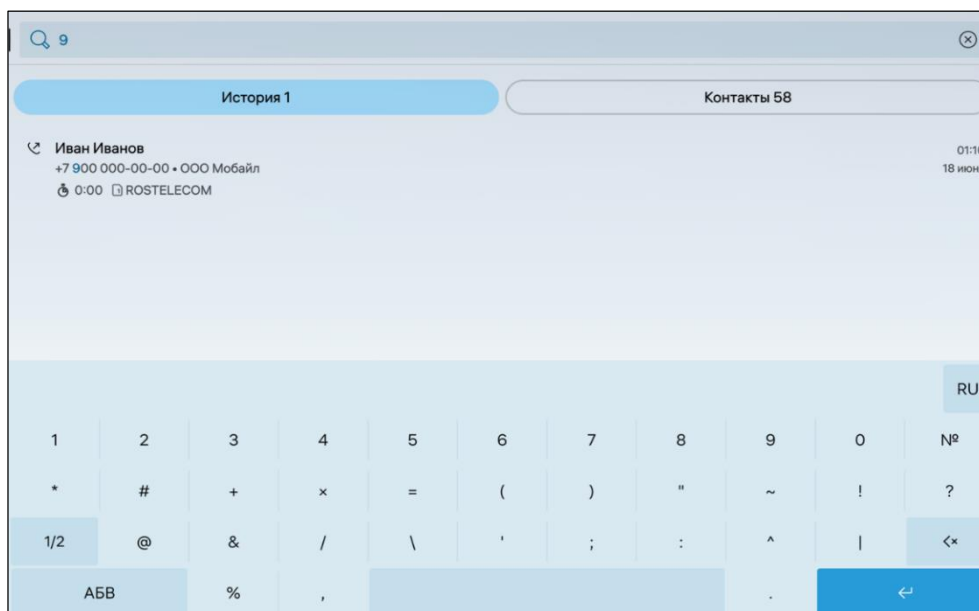 9
История 1
Контакты 58
Иван Иванов
+7 900 000-00-00 • ООО Мобайл
0:00 ROSTELECOM
18 июн
RU
1 2 3 4 5 6 7 8 9 0 №
* # + × = ( ) " ~ ! ?
1/2 @ & / \ ' ; : ^ |
АБВ % , .